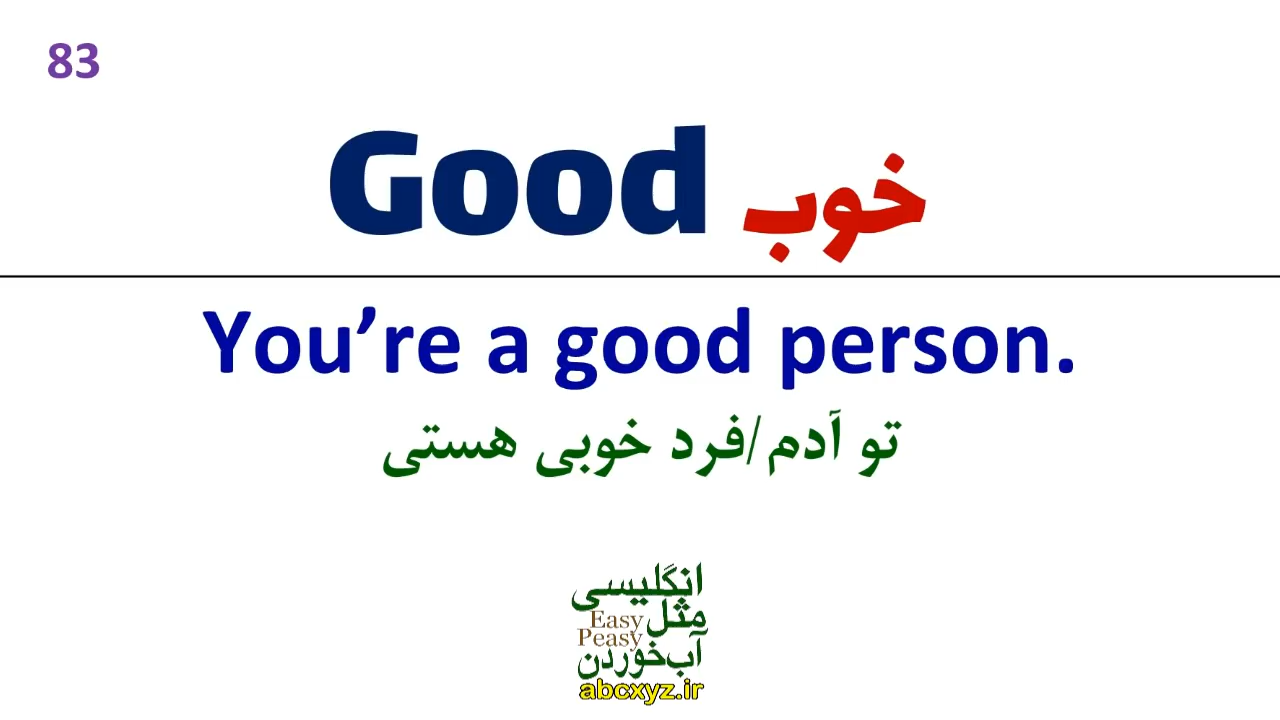 83
Good خوب
You’re a good person.
تو آدم/فرد خوبی هستی
انگلیسی
Easy مثل
Peasy
آب‌خوردن
abcxyz.ir